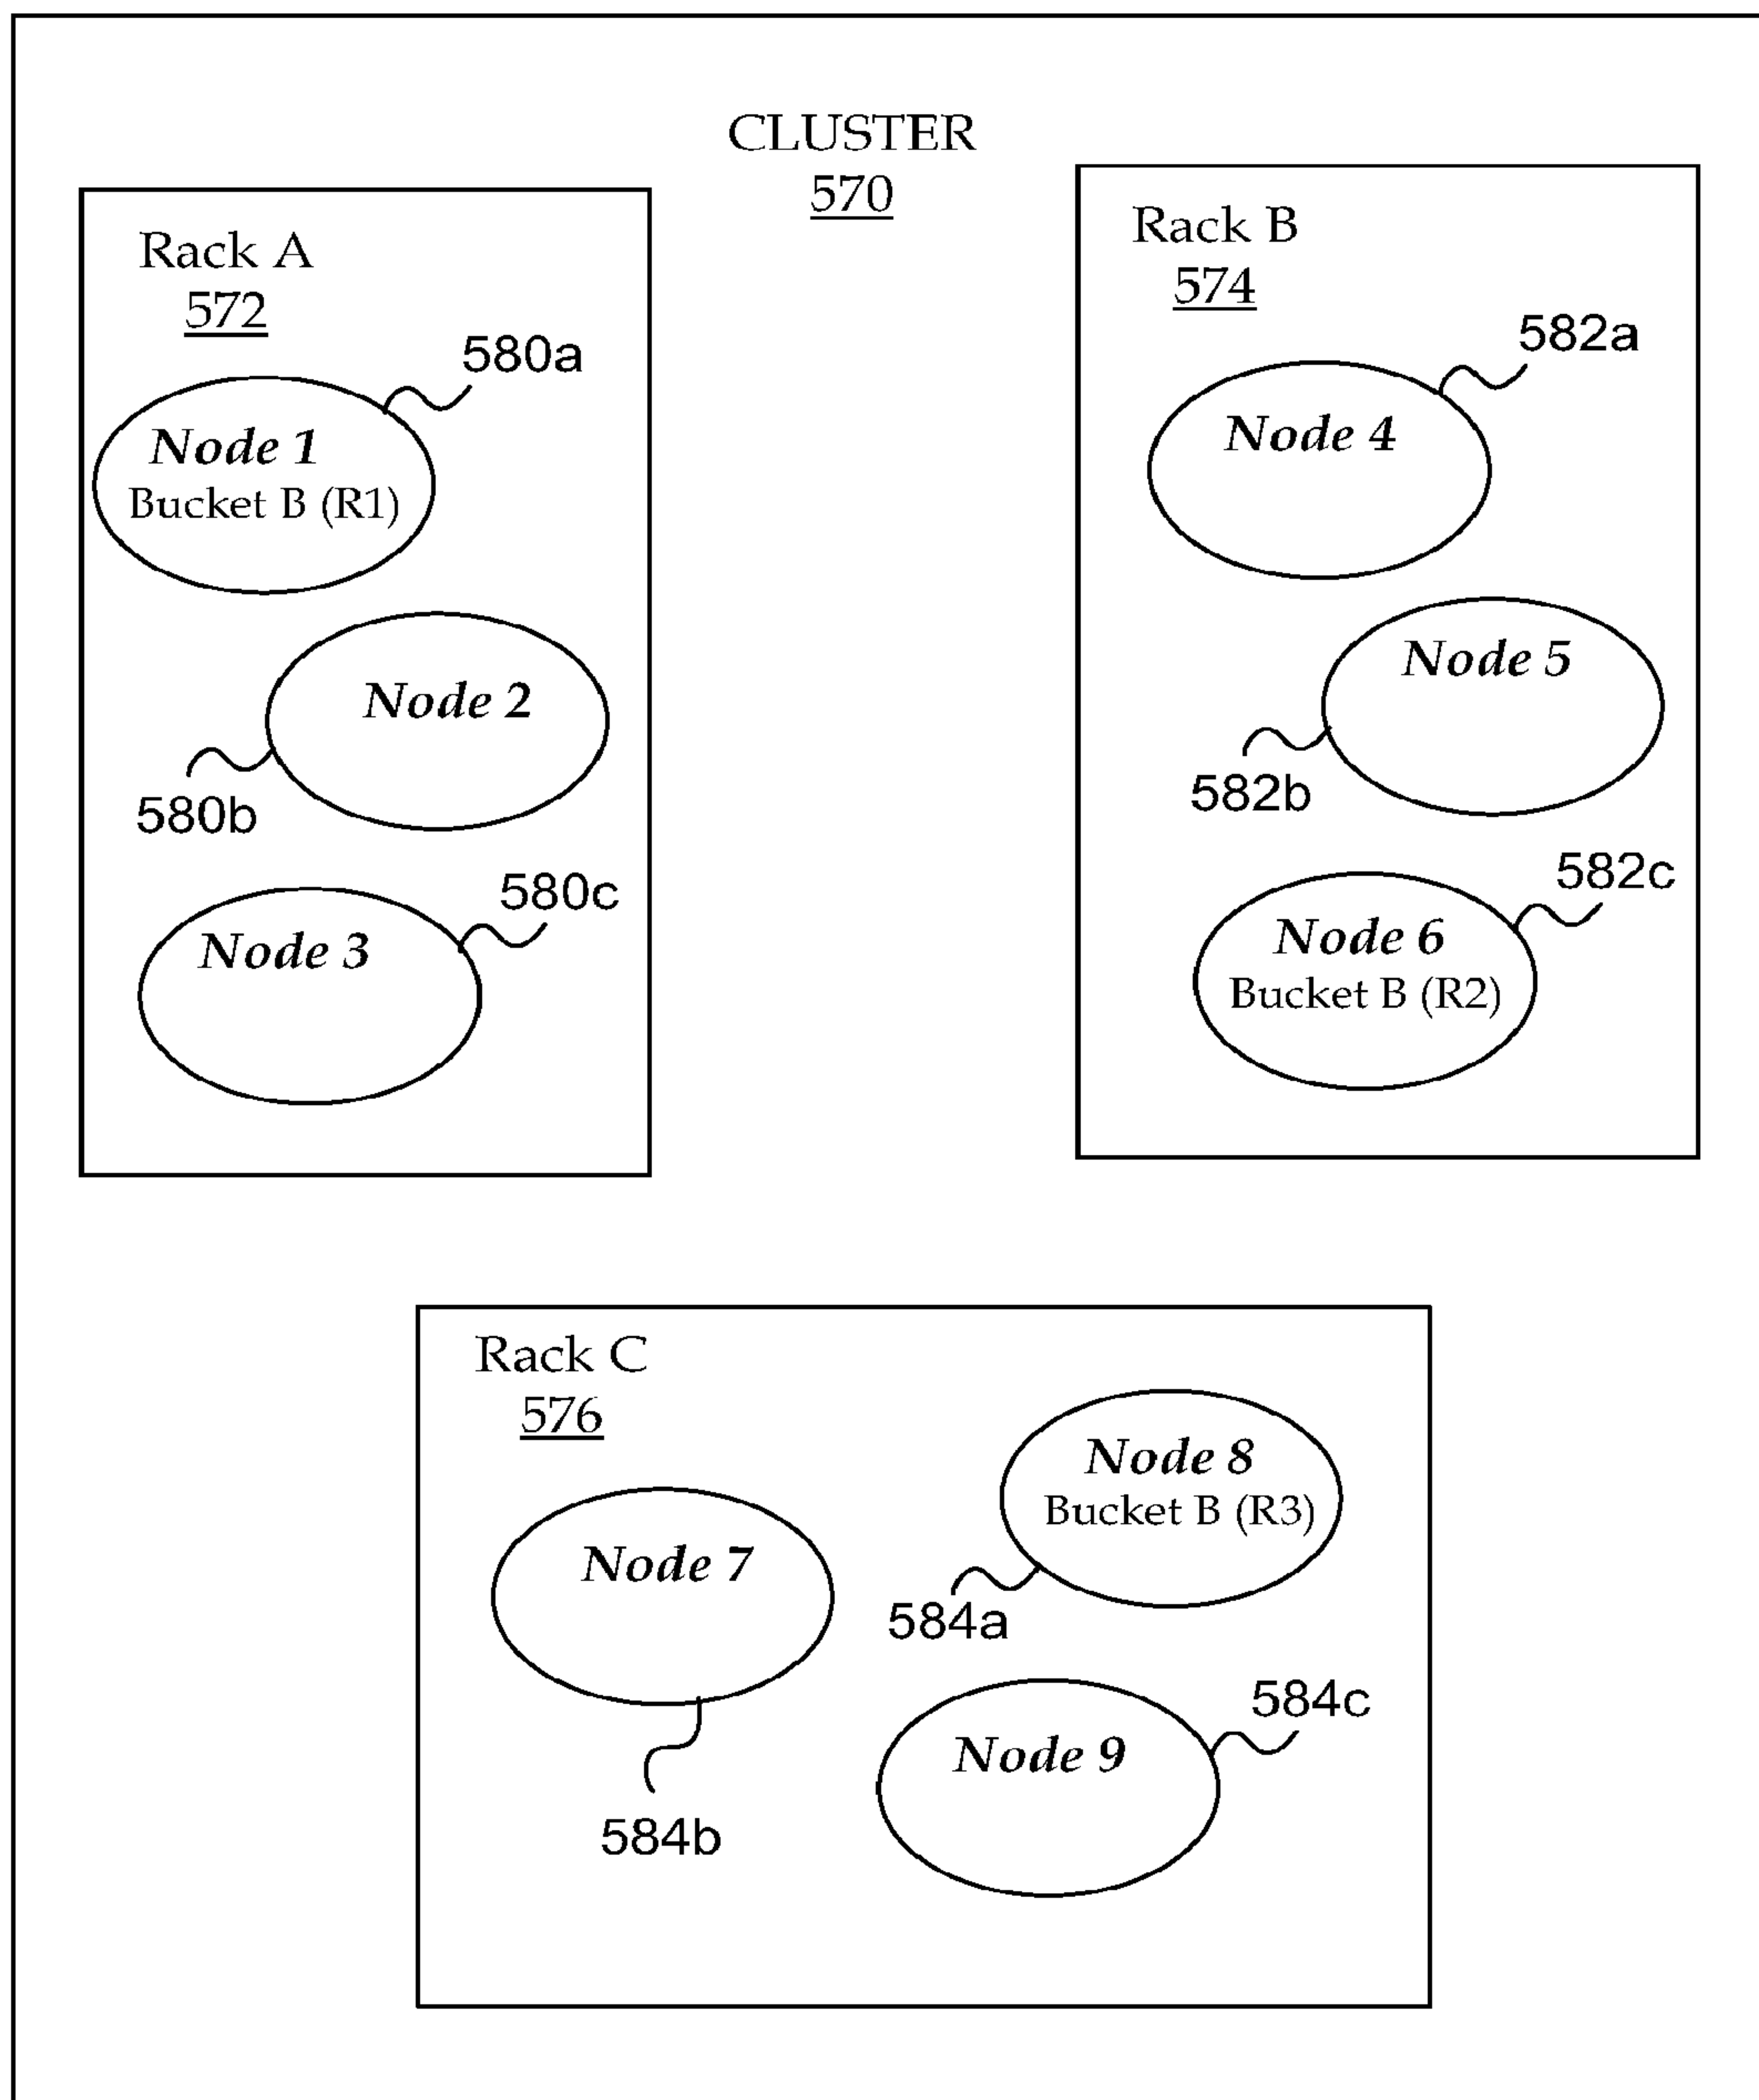 CLUSTER
570
Rack A
572
580a
Node 1
Bucket B (R1)
Node 2
580b
580c
Node 3
Rack B
574
582a
Node 4
Node 5
582b
582c
Node 6
Bucket B (R2)
Rack C
576
Node 8
Bucket B (R3)
Node 7
584a
584c
Node 9
584b